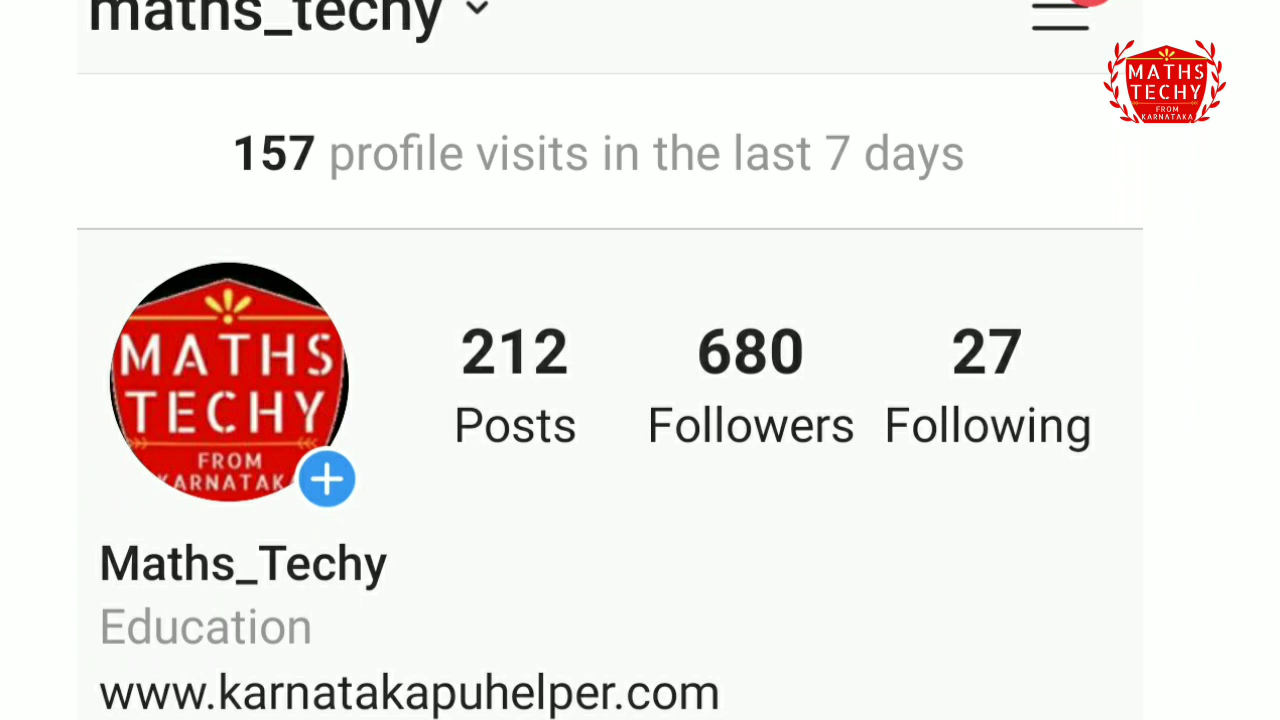 maths_techy
MATHS
TECHY
FROM
KARNATAKA
157 profile visits in the last 7 days
MATHS
TECHY
FROM
KARNATAK
212 680 27
Posts Followers Following
Maths_Techy
Education
www.karnatakapuhelper.com